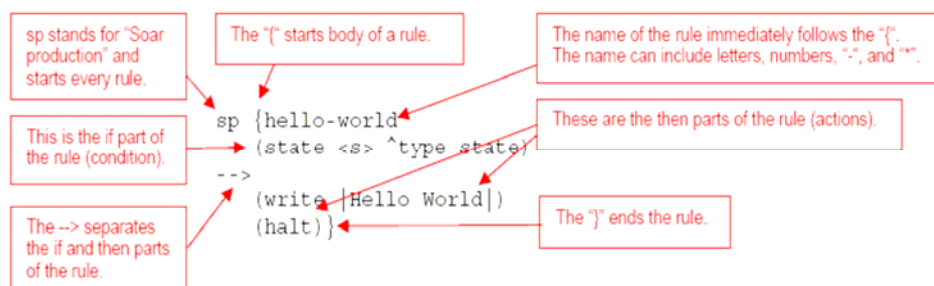 sp stands for “Soar
production” and
starts every rule.
The “{“ starts body of a rule.
The name of the rule immediately follows the “{“.
The name can include letters, numbers, “-“, and “*”.
This is the if part of
the rule (condition).
These are the then parts of the rule (actions).
sp {hello-world
(state <s> ^type state)
-->
(write |Hello World|)
(halt)}
The --> separates
the if and then parts
of the rule.
The “}” ends the rule.